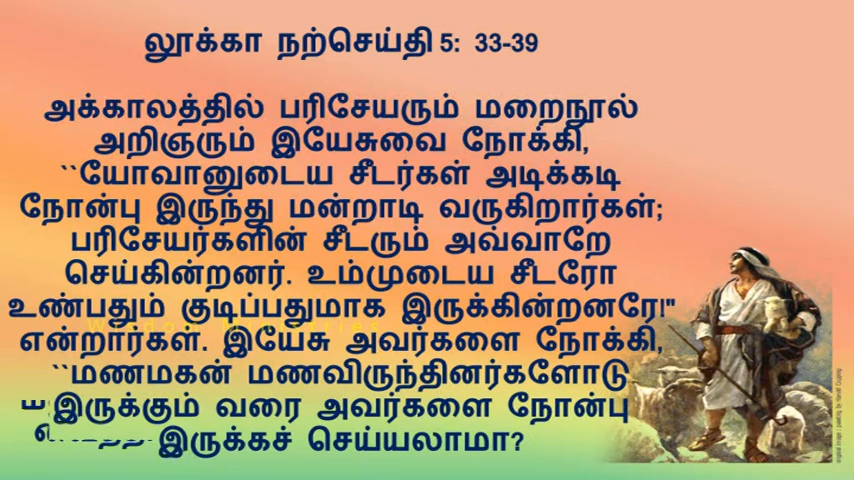 லூக்கா நற்செய்தி 5: 33-39
அக்காலத்தில் பரிசேயரும் மறைநூல்
அறிஞரும் இயேசுவை நோக்கி,
``யோவானுடைய சீடர்கள் அடிக்கடி
நோன்பு இருந்து மன்றாடி வருகிறார்கள்;
பரிசேயர்களின் சீடரும் அவ்வாறே
செய்கின்றனர். உம்முடைய சீடரோ
உண்பதும் குடிப்பதுமாக இருக்கின்றனரே!"
Wisdom Ministries
என்றார்கள். இயேசு அவர்களை நோக்கி,
``மணமகன் மணவிருந்தினர்களோடு
இருக்கும் வரை அவர்களை நோன்பு
இருக்கச் செய்யலாமா?